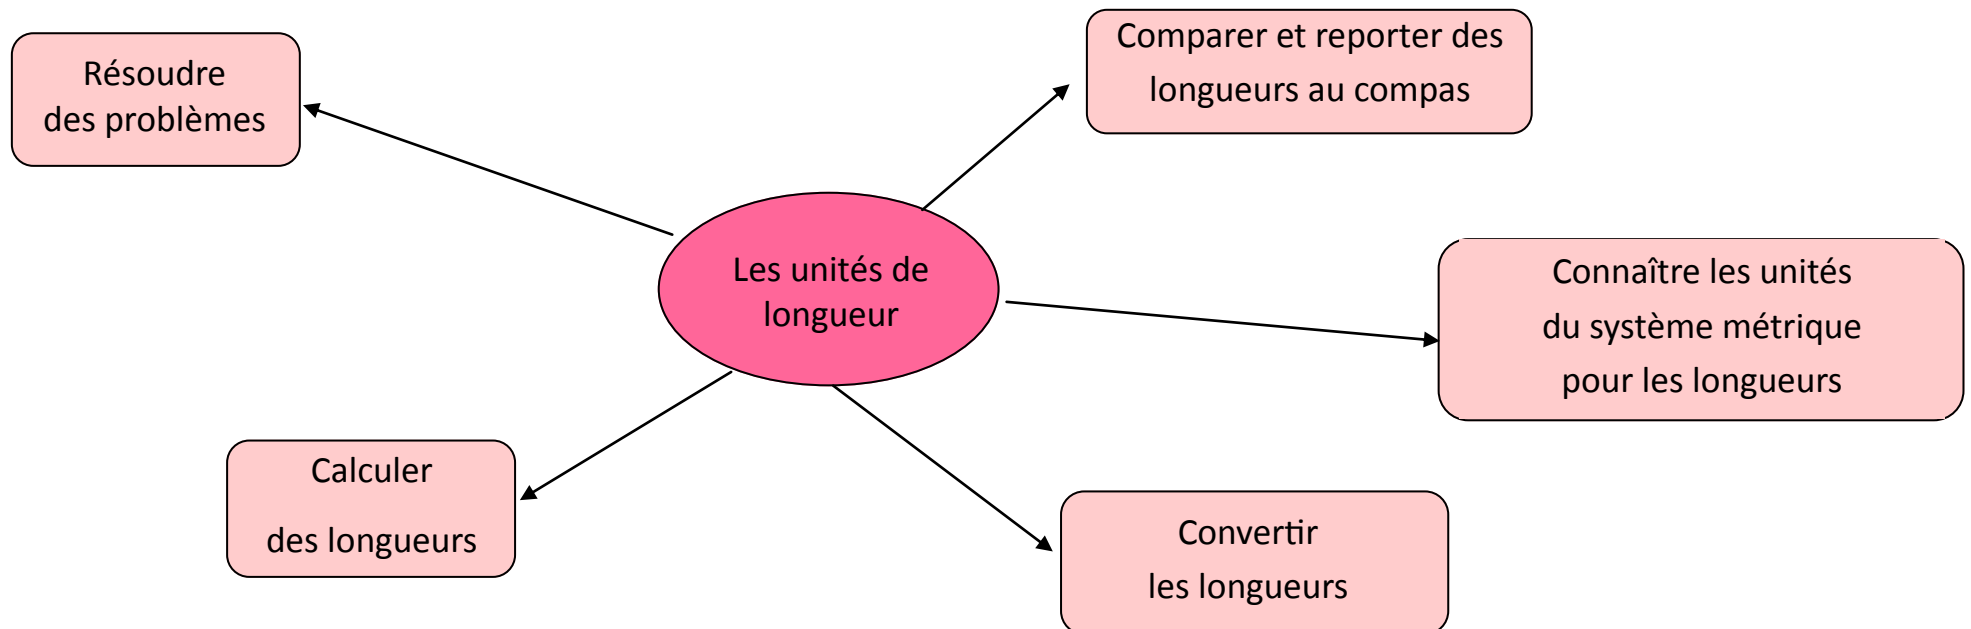 Résoudre
des problèmes
Comparer et reporter des
longueurs au compas
Les unités de
longueur
Connaître les unités
du système métrique
pour les longueurs
Calculer
des longueurs
Convertir
les longueurs